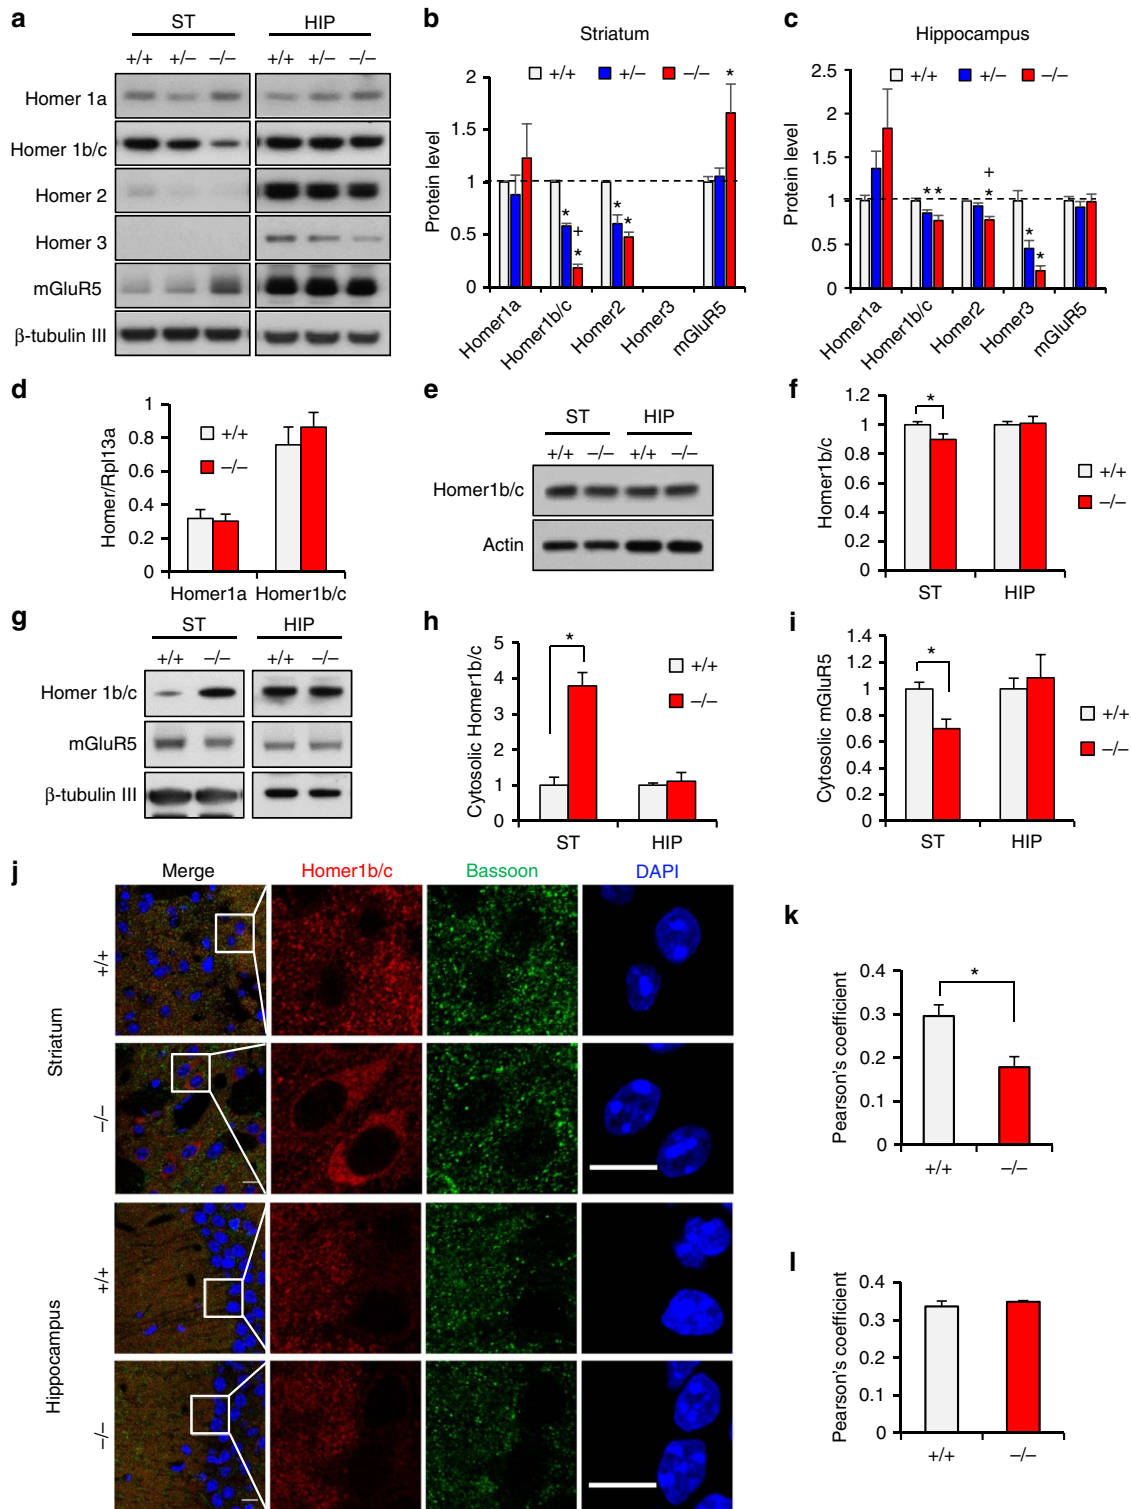 a
ST
HIP
+/+ +/– –/– +/+ +/– –/–
Homer 1a
Homer 1b/c
Homer 2
Homer 3
mGluR5
β-tubulin III
b
Striatum
+/+ +/– –/–
Protein level
2
1.5
1
0.5
0
*
+
*
*
*
*
Homer1a
Homer1b/c
Homer2
Homer3
mGluR5
c
Hippocampus
+/+ +/– –/–
Protein level
2.5
2
1.5
1
0.5
0
* *
+
*
*
*
Homer1a
Homer1b/c
Homer2
Homer3
mGluR5
d
Homer/Rpl13a
1
0.8
0.6
0.4
0.2
0
+/+
–/–
Homer1a Homer1b/c
e
ST HIP
+/+ –/– +/+ –/–
Homer1b/c
Actin
f
Homer1b/c
1.2
1
0.8
0.6
0.4
0.2
0
*
ST HIP
+/+
–/–
g
ST HIP
+/+ –/– +/+ –/–
Homer 1b/c
mGluR5
β-tubulin III
h
Cytosolic Homer1b/c
5
4
3
2
1
0
*
+/+
–/–
ST HIP
i
Cytosolic mGluR5
1.4
1.2
1
0.8
0.6
0.4
0.2
0
*
+/+
–/–
ST HIP
j
Merge Homer1b/c Bassoon DAPI
Striatum
+/+
–/–
Hippocampus
+/+
–/–
k
Pearson's coefficient
0.4
0.3
0.2
0.1
0
*
+/+ –/–
l
Pearson's coefficient
0.4
0.3
0.2
0.1
0
+/+ –/–